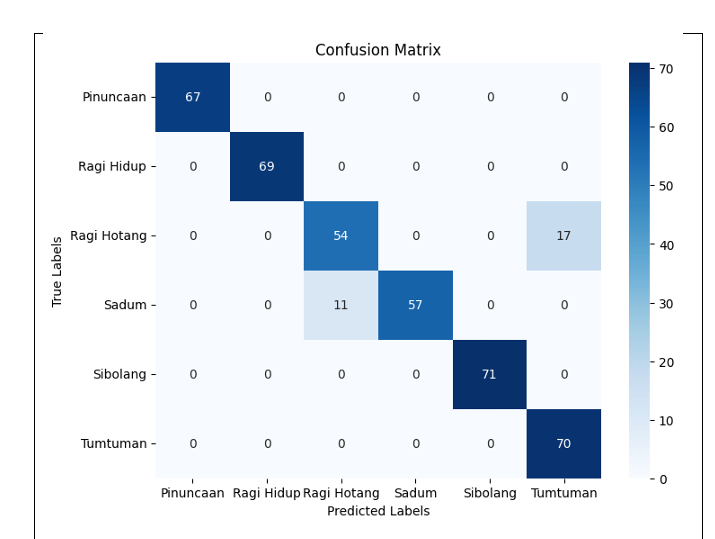 Confusion Matrix
Pinuncaan 67 0 0 0 0 0
Ragi Hidup 0 69 0 0 0 0
Ragi Hotang 0 0 54 0 0 17
Sadum 0 0 11 57 0 0
Sibolang 0 0 0 0 71 0
Tumtuman 0 0 0 0 0 70
Pinuncaan Ragi Hidup Ragi Hotang Sadum Sibolang Tumtuman
Predicted Labels
True Labels
70
60
50
40
30
20
10
0